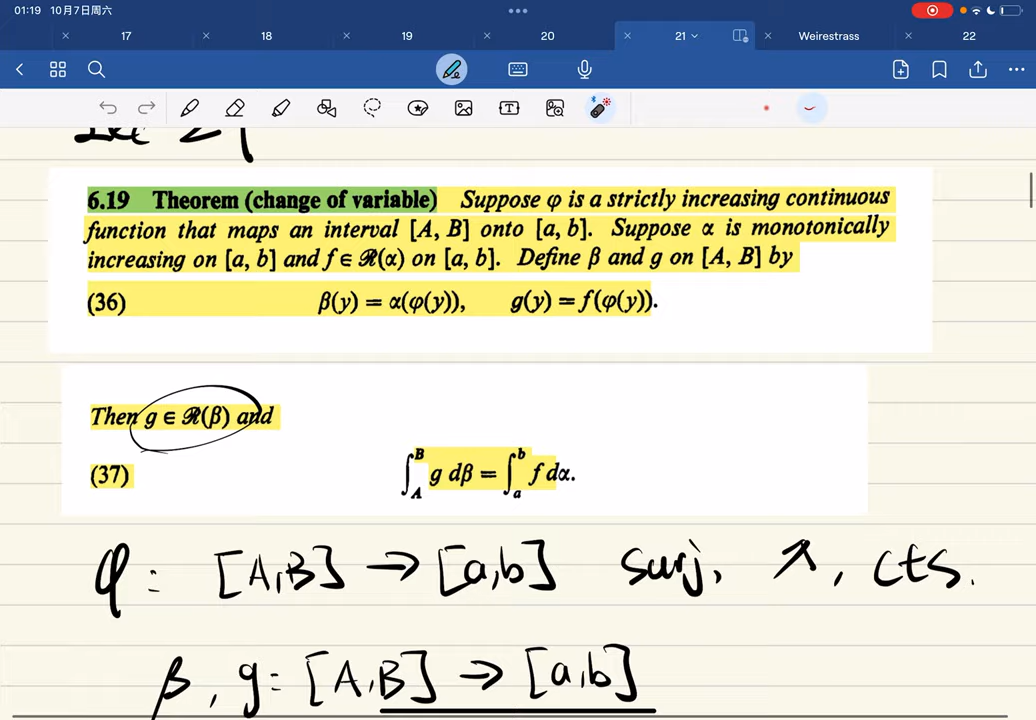 01:19 10月7日周六
17 18 19 20 21 Weirestrass 22
Lec 21
6.19 Theorem (change of variable) Suppose φ is a strictly increasing continuous
function that maps an interval [A, B] onto [a, b]. Suppose α is monotonically
increasing on [a, b] and f ∈ ℛ(α) on [a, b]. Define β and g on [A, B] by
(36) β(y) = α(φ(y)), g(y) = f(φ(y)).
Then g ∈ ℛ(β) and
(37) ∫_A^B g dβ = ∫_a^b f dα.
φ: [A,B] → [a,b] surj, ↗, cts.
β, g: [A,B] → [a,b]